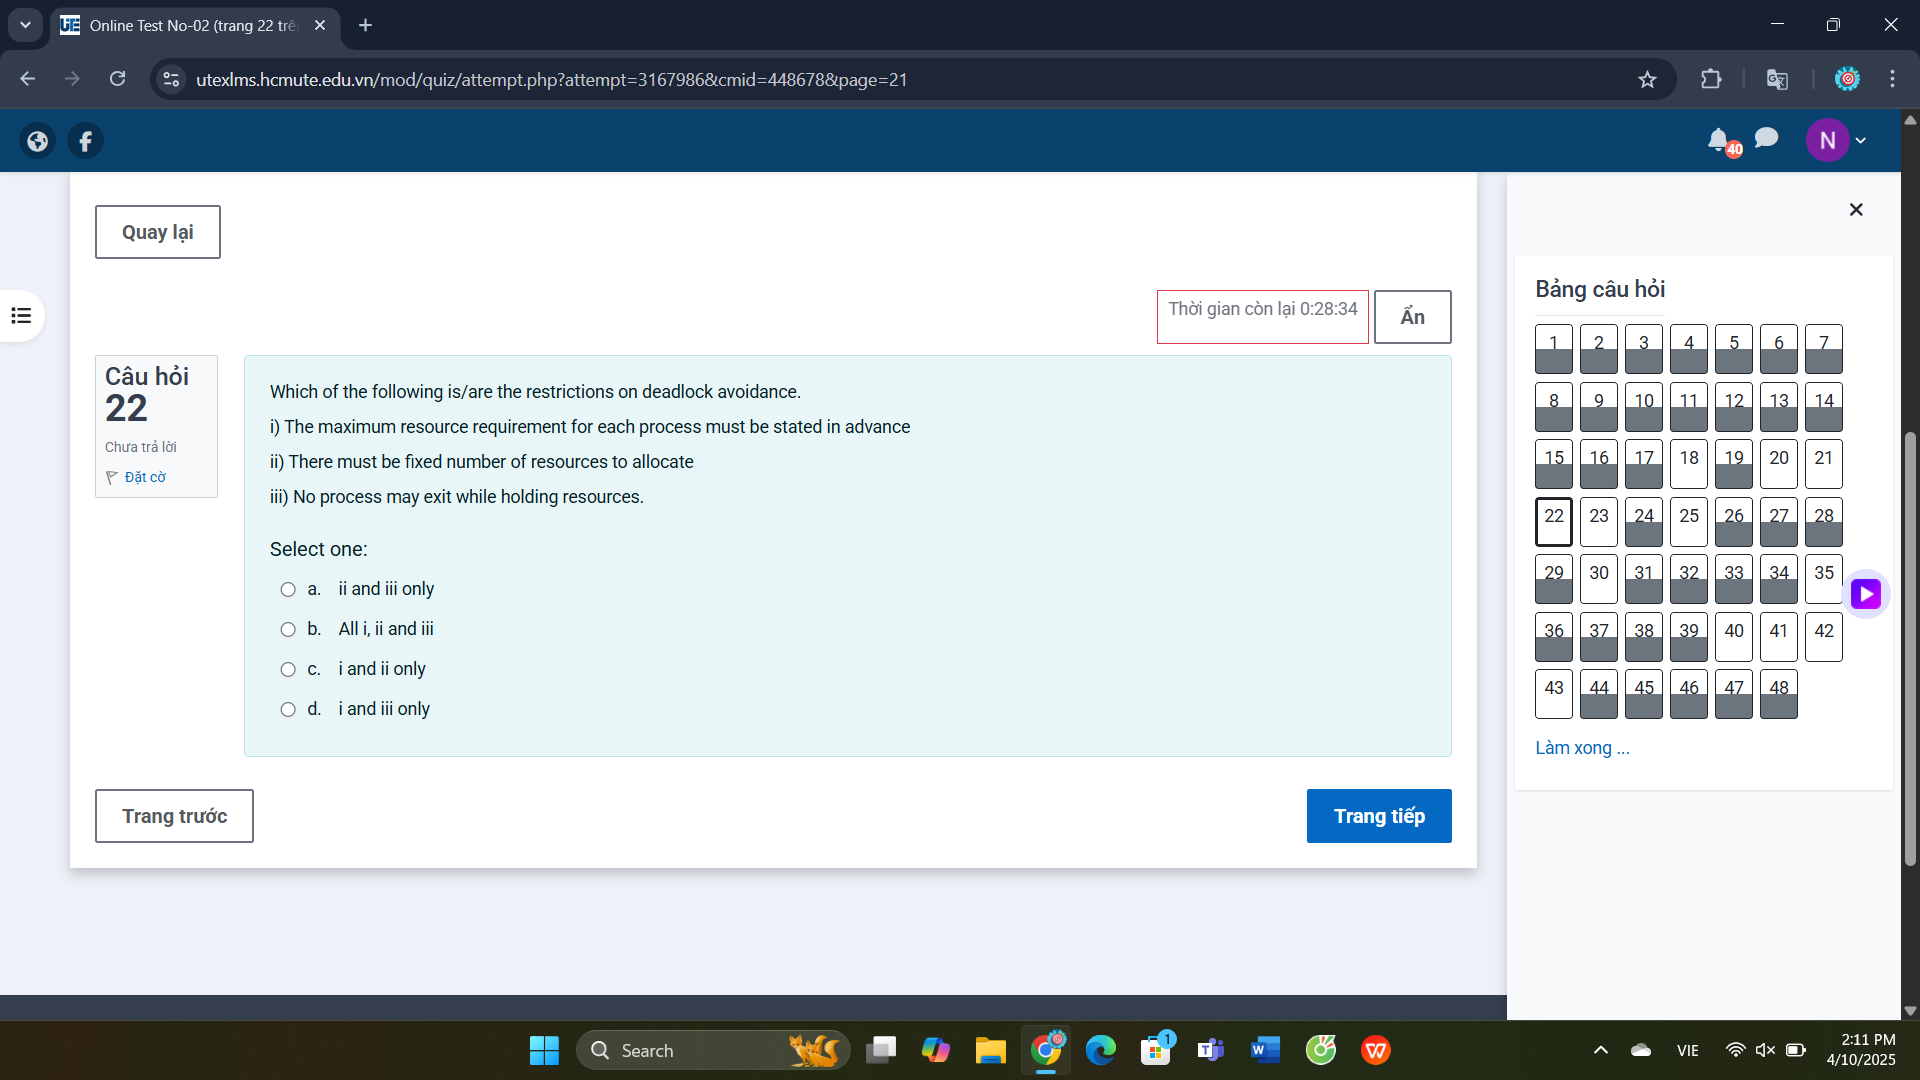 Online Test No-02 (trang 22 trê
utexlms.hcmute.edu.vn/mod/quiz/attempt.php?attempt=3167986&cmid=448678&page=21
40
N
Quay lại
Thời gian còn lại 0:28:34
Ẩn
Câu hỏi
22
Chưa trả lời
Đặt cờ
Which of the following is/are the restrictions on deadlock avoidance.
i) The maximum resource requirement for each process must be stated in advance
ii) There must be fixed number of resources to allocate
iii) No process may exit while holding resources.
Select one:
a. ii and iii only
b. All i, ii and iii
c. i and ii only
d. i and iii only
Trang trước
Trang tiếp
Bảng câu hỏi
1 2 3 4 5 6 7
8 9 10 11 12 13 14
15 16 17 18 19 20 21
22 23 24 25 26 27 28
29 30 31 32 33 34 35
36 37 38 39 40 41 42
43 44 45 46 47 48
Làm xong ...
Search
1
VIE
2:11 PM
4/10/2025